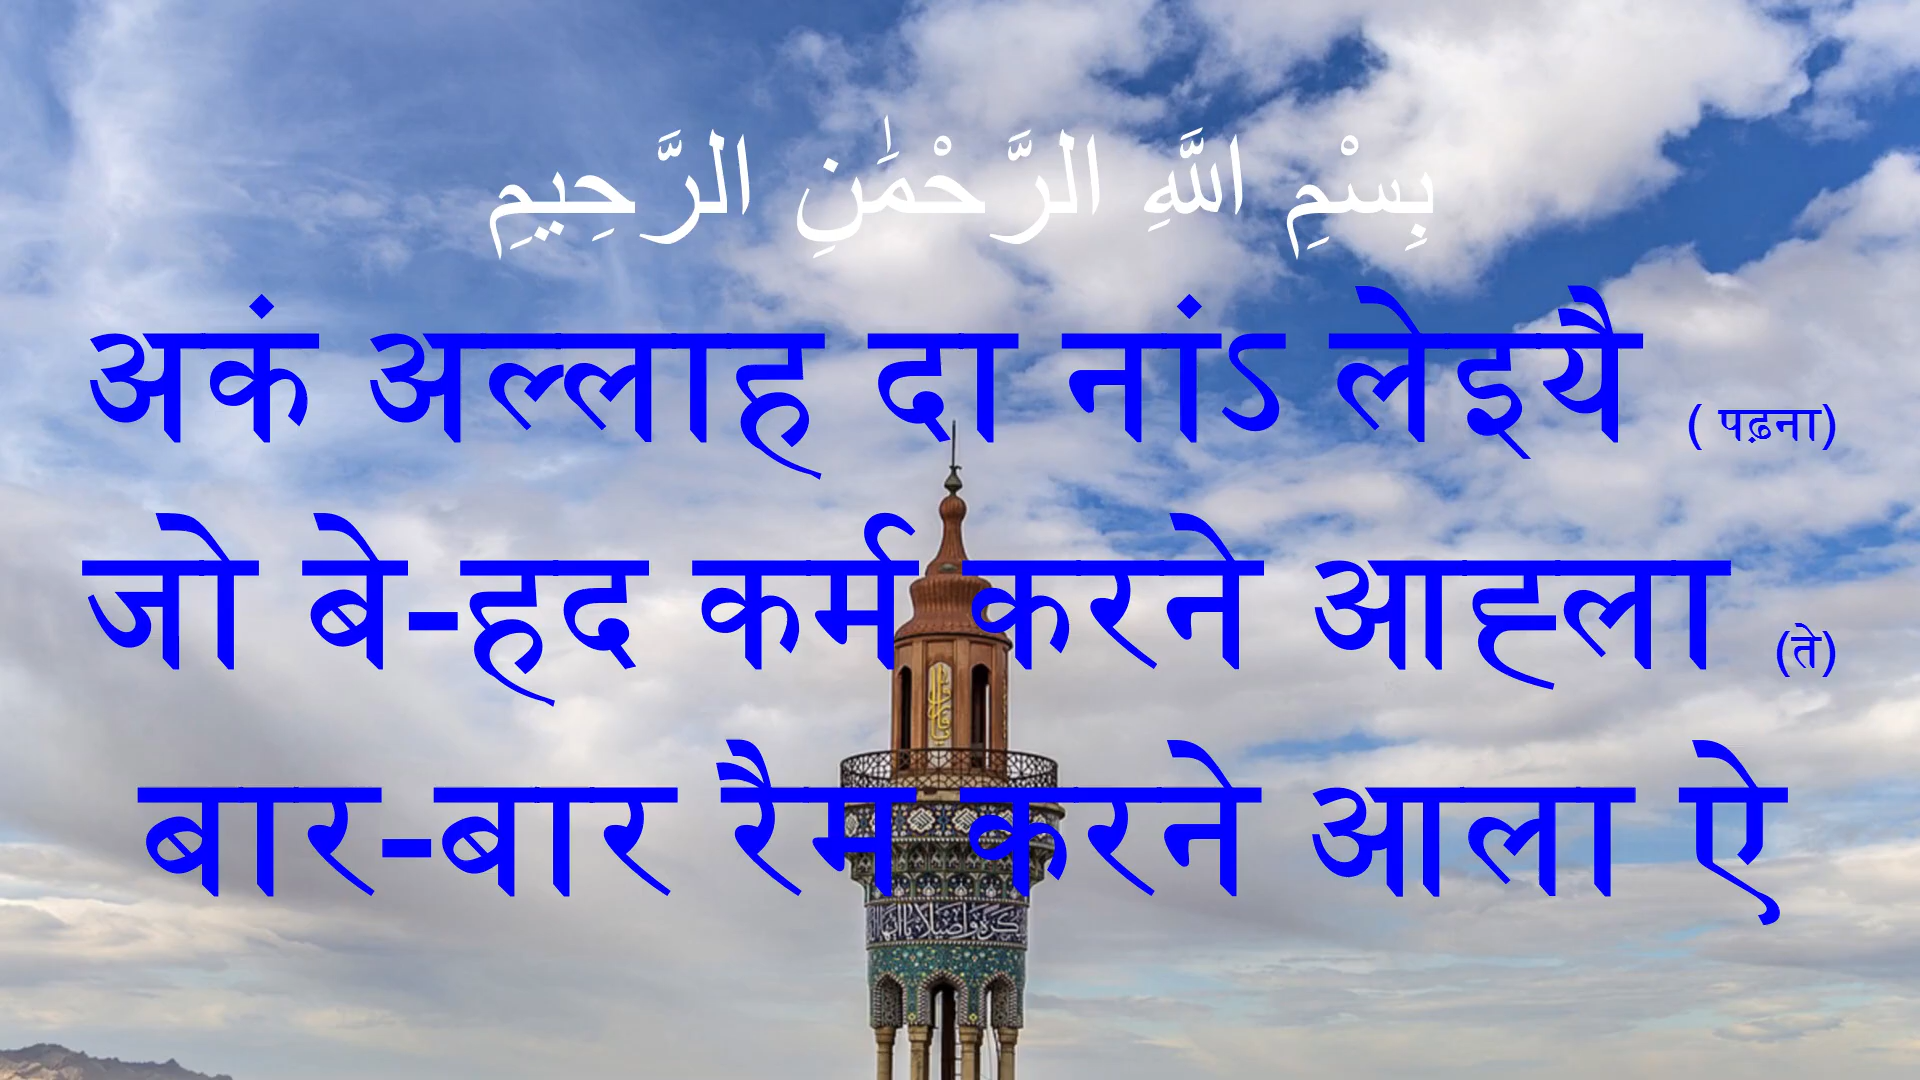 بِسْمِ اللَّهِ الرَّحْمَٰنِ الرَّحِيمِ
अकं अल्लाह दा नांऽ लेइयै ( पढ़ना)
जो बे-हद कर्म करने आह्ला (ते)
बार-बार रैम करने आला ऐ